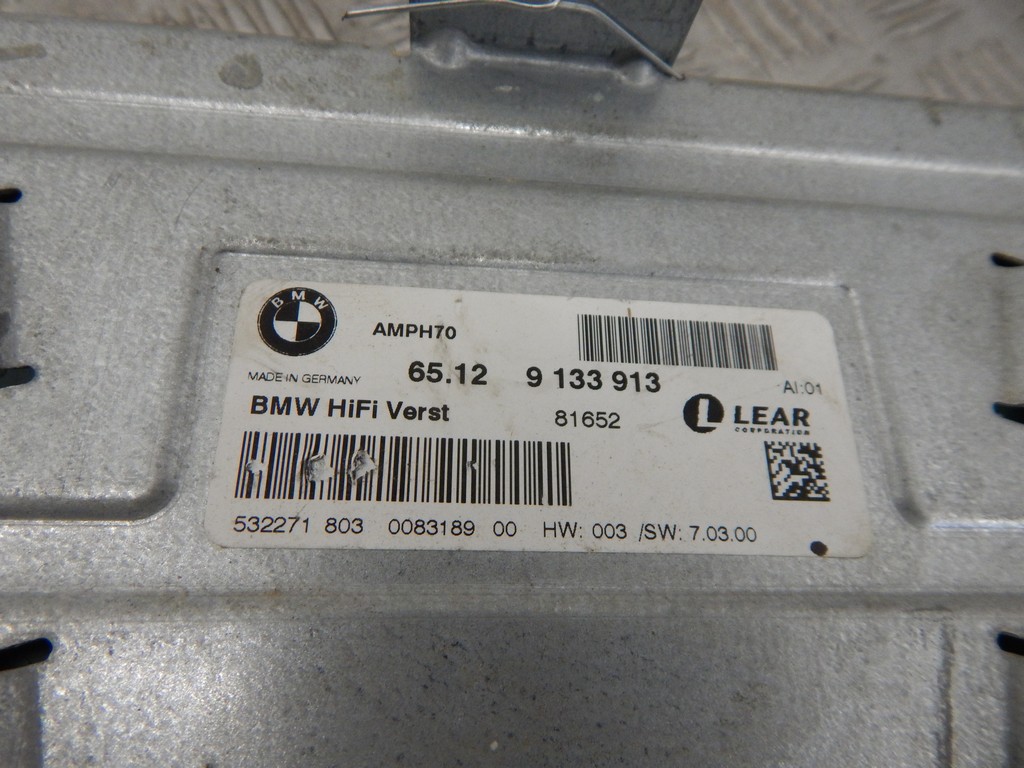 BMW
AMPH70
MADE IN GERMANY
65.12 9 133 913
AI:01
BMW HiFi Verst
81652
LEAR
CORPORATION
532271 803 0083189 00 HW: 003 /SW: 7.03.00